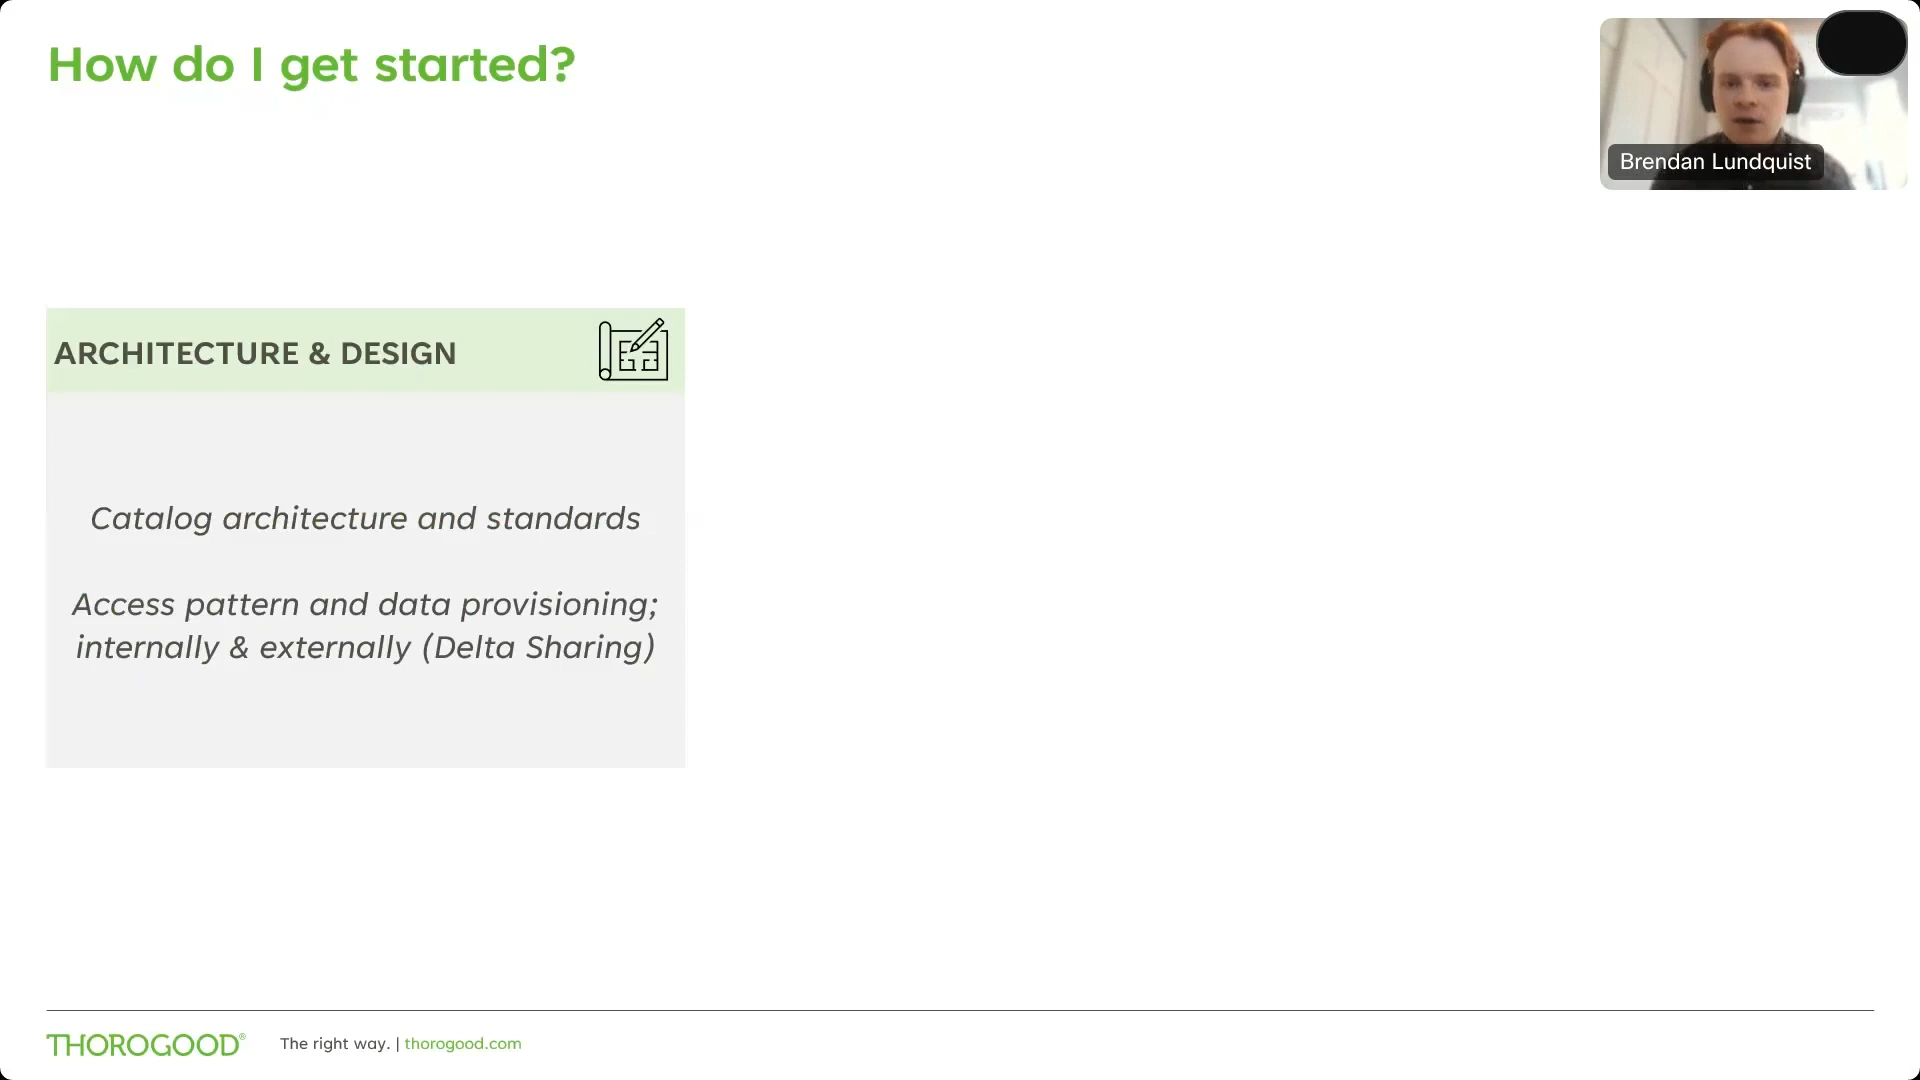 How do I get started?
Brendan Lundquist
ARCHITECTURE & DESIGN
Catalog architecture and standards
Access pattern and data provisioning;
internally & externally (Delta Sharing)
THOROGOOD® The right way. | thorogood.com